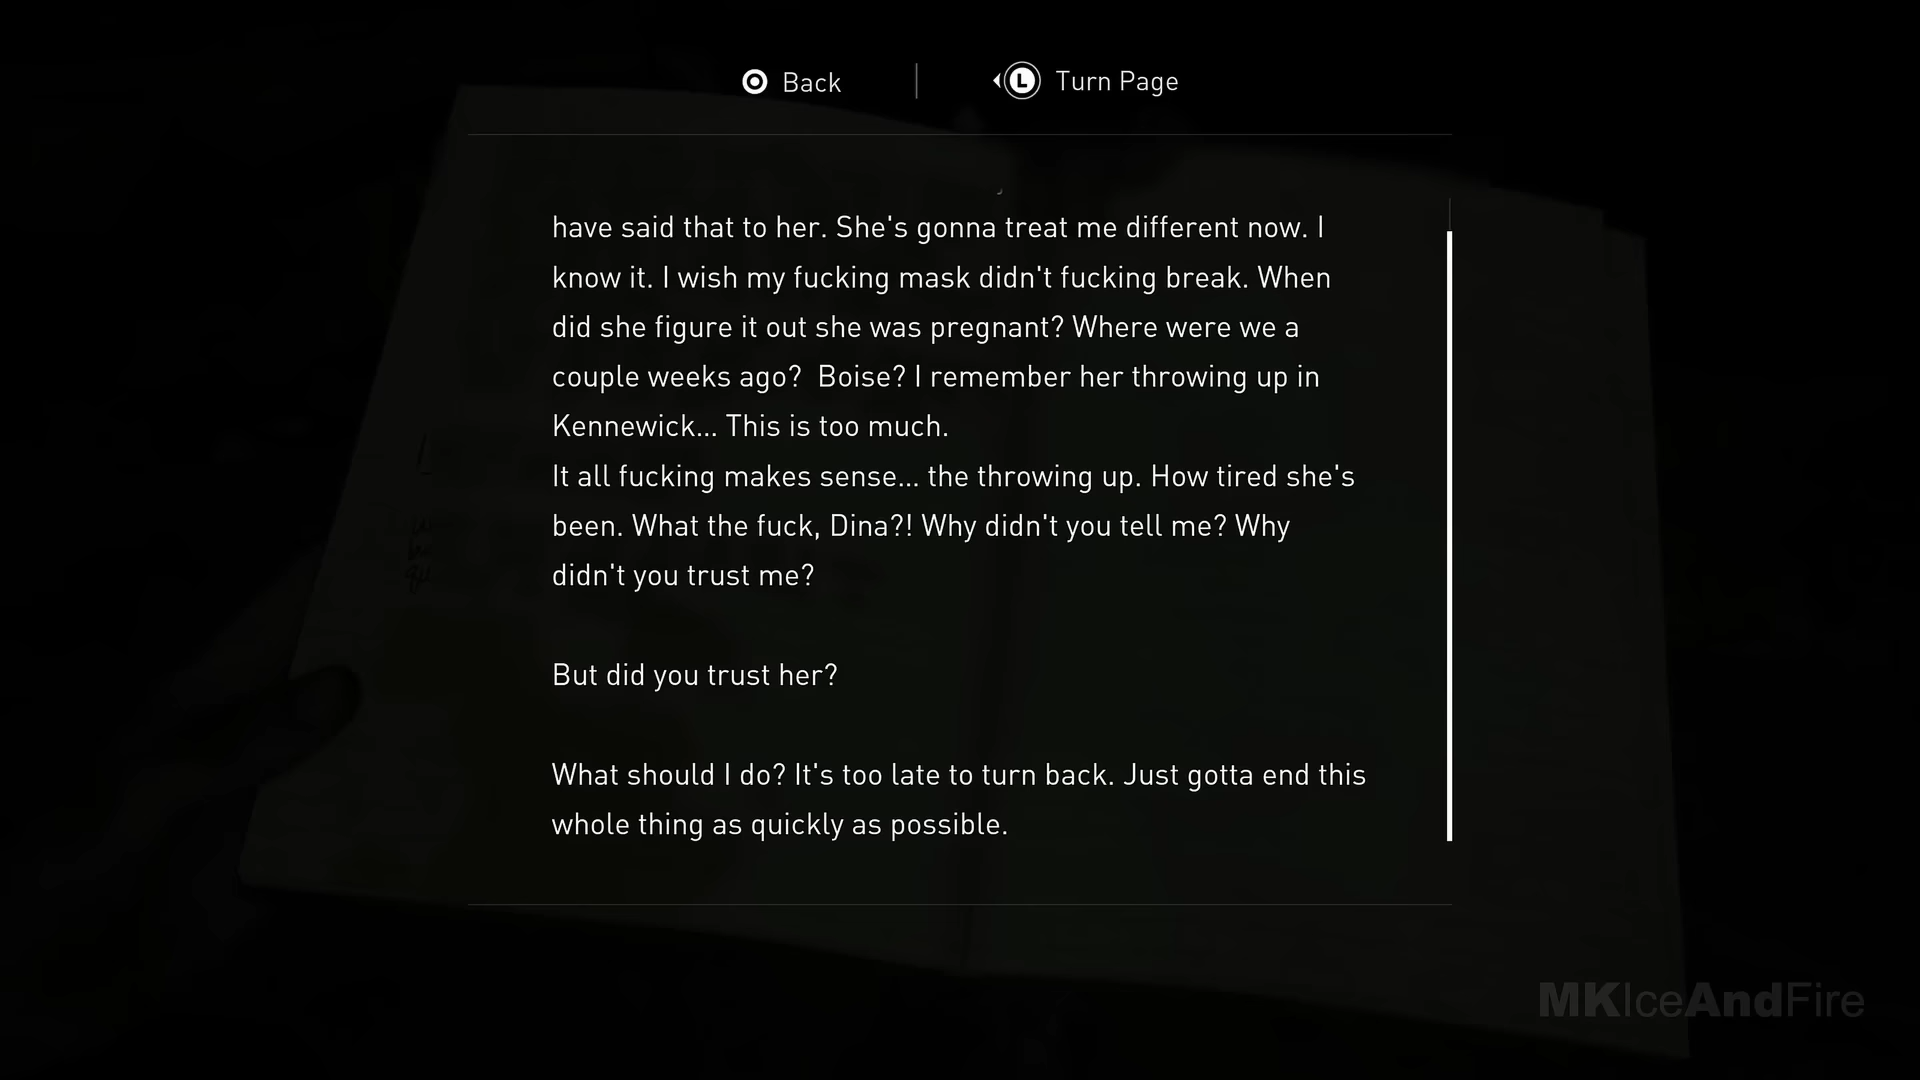 Back
L Turn Page
have said that to her. She's gonna treat me different now. I
know it. I wish my fucking mask didn't fucking break. When
did she figure it out she was pregnant? Where were we a
couple weeks ago?  Boise? I remember her throwing up in
Kennewick... This is too much.
It all fucking makes sense... the throwing up. How tired she's
been. What the fuck, Dina?! Why didn't you tell me? Why
didn't you trust me?
But did you trust her?
What should I do? It's too late to turn back. Just gotta end this
whole thing as quickly as possible.
MKIceAndFire